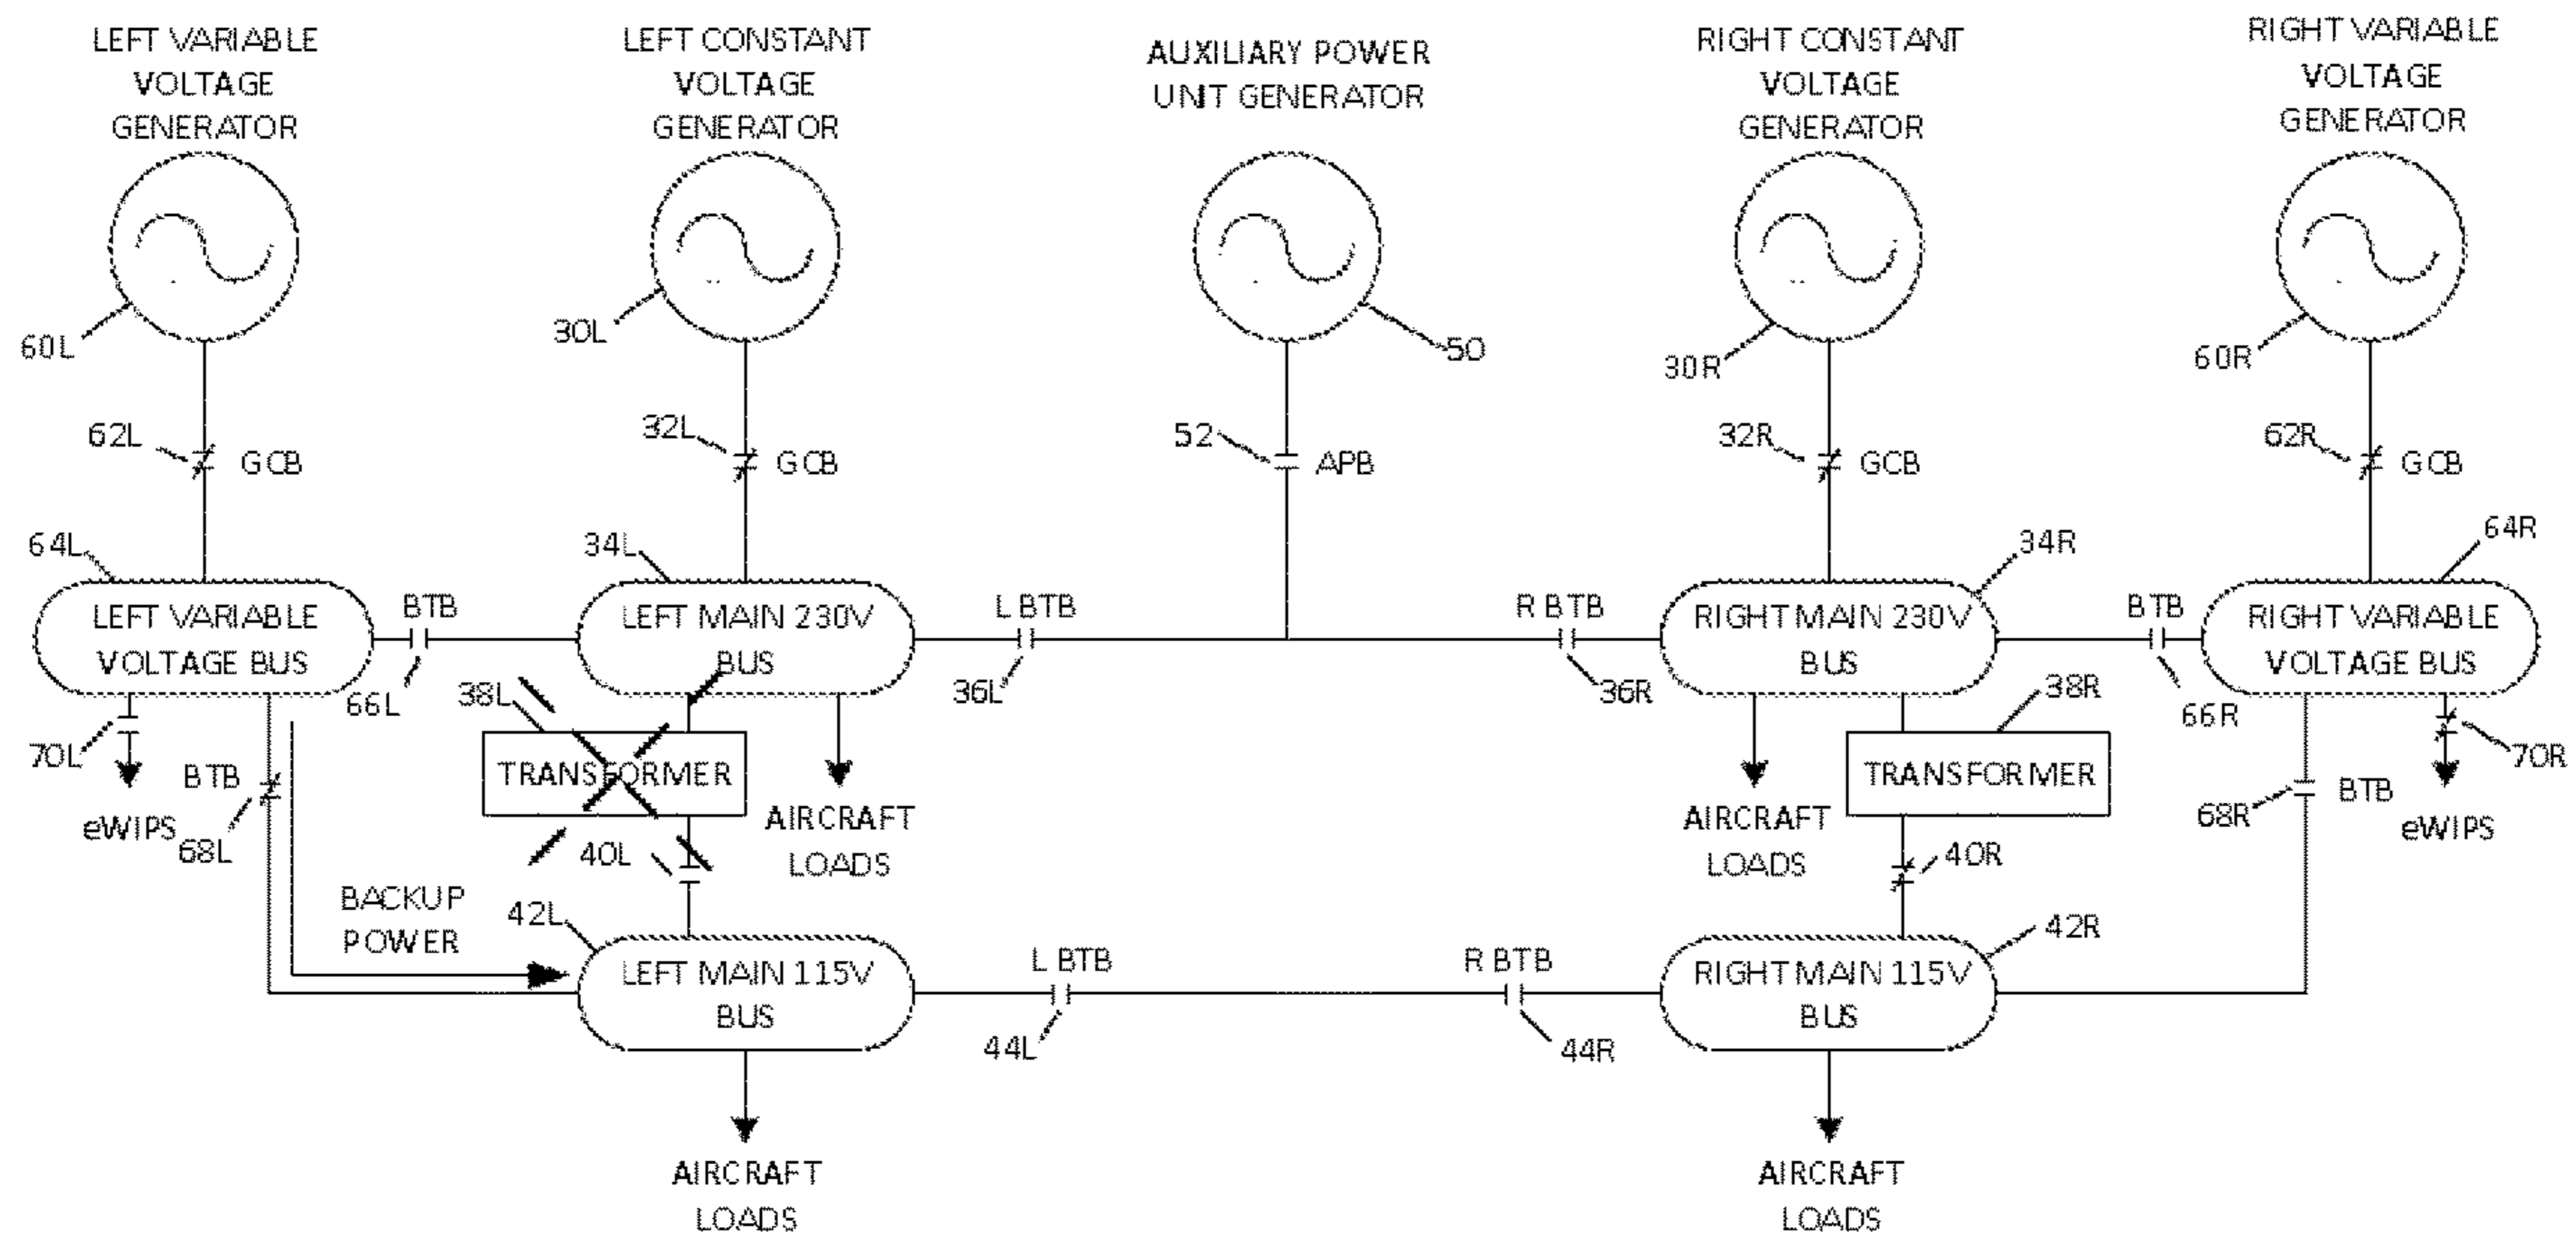 LEFT VARIABLE
VOLTAGE
GENERATOR
LEFT CONSTANT
VOLTAGE
GENERATOR
AUXILIARY POWER
UNIT GENERATOR
RIGHT CONSTANT
VOLTAGE
GENERATOR
RIGHT VARIABLE
VOLTAGE
GENERATOR
60L
30L
50
30R
60R
62L
GCB
32L
GCB
52
APB
32R
GCB
62R
GCB
64L
34L
34R
64R
LEFT VARIABLE
VOLTAGE BUS
BTB
66L
LEFT MAIN 230V
BUS
L BTB
36L
R BTB
36R
RIGHT MAIN 230V
BUS
BTB
66R
RIGHT VARIABLE
VOLTAGE BUS
70L
eWIPS
BTB
68L
38L
TRANSFORMER
40L
AIRCRAFT
LOADS
AIRCRAFT
LOADS
38R
TRANSFORMER
40R
68R
BTB
70R
eWIPS
BACKUP
POWER
42L
LEFT MAIN 115V
BUS
L BTB
44L
R BTB
44R
42R
RIGHT MAIN 115V
BUS
AIRCRAFT
LOADS
AIRCRAFT
LOADS